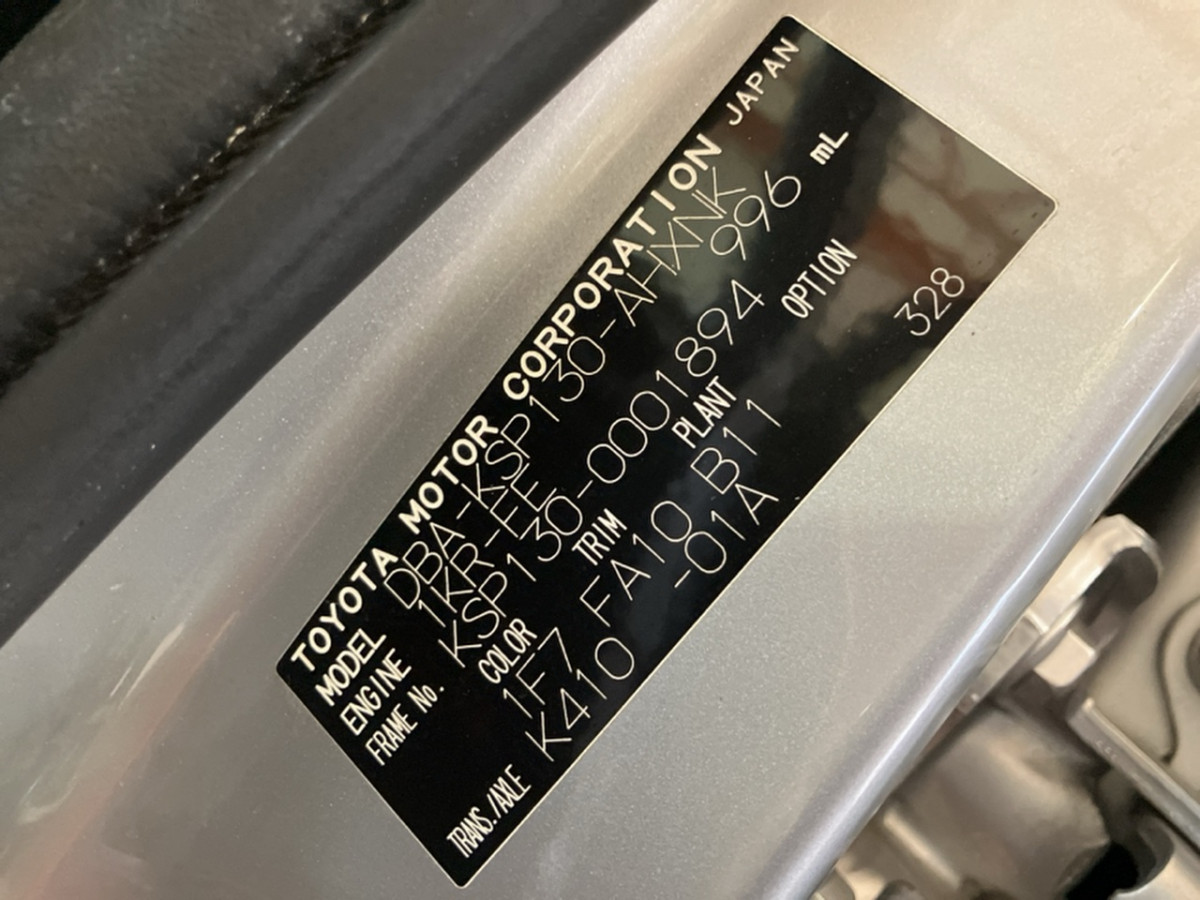 TOYOTA MOTOR CORPORATION JAPAN
MODEL DBA-KSP130-AHXNK
ENGINE 1KR-FE 996 mL
FRAME No. KSP130-0001894
COLOR TRIM PLANT OPTION
1F7 FA10 B11 328
TRANS./AXLE K410 -01A